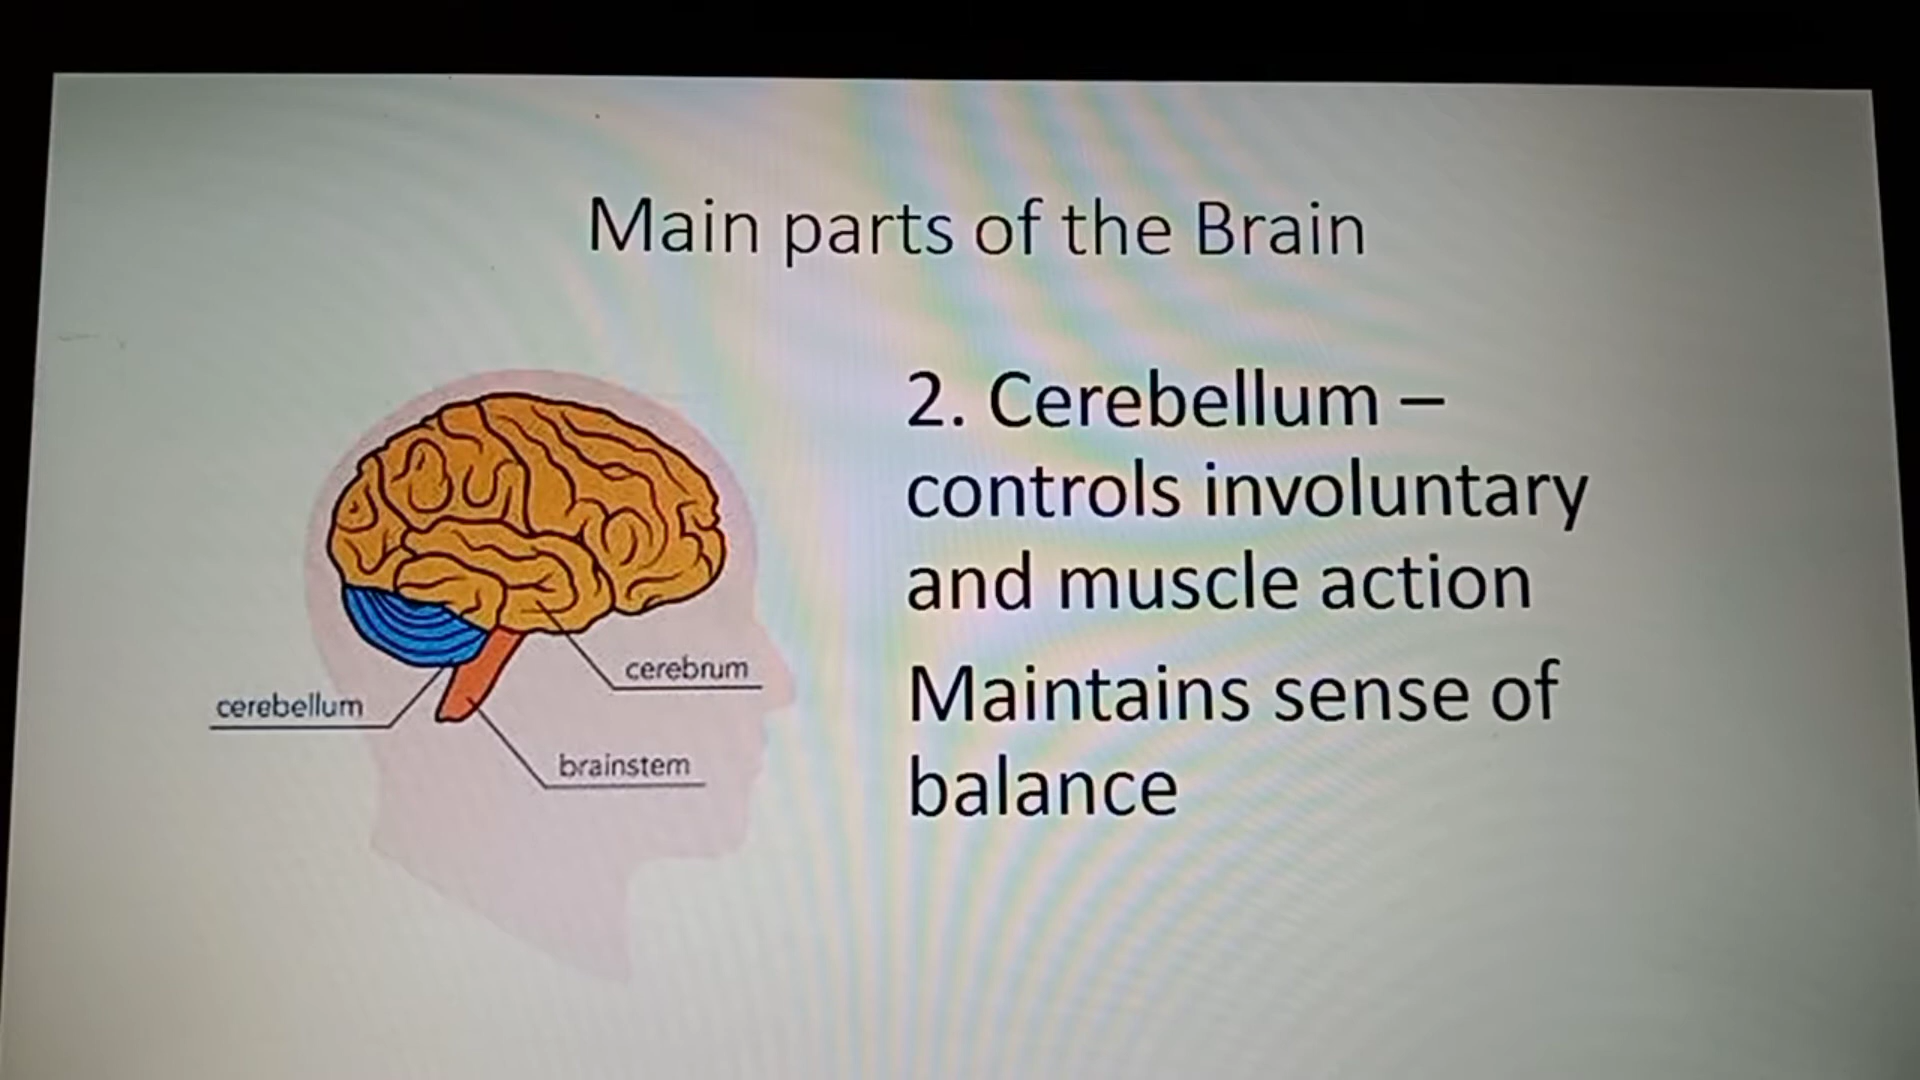 Main parts of the Brain
2. Cerebellum –
controls involuntary
and muscle action
Maintains sense of
balance
cerebrum
cerebellum
brainstem